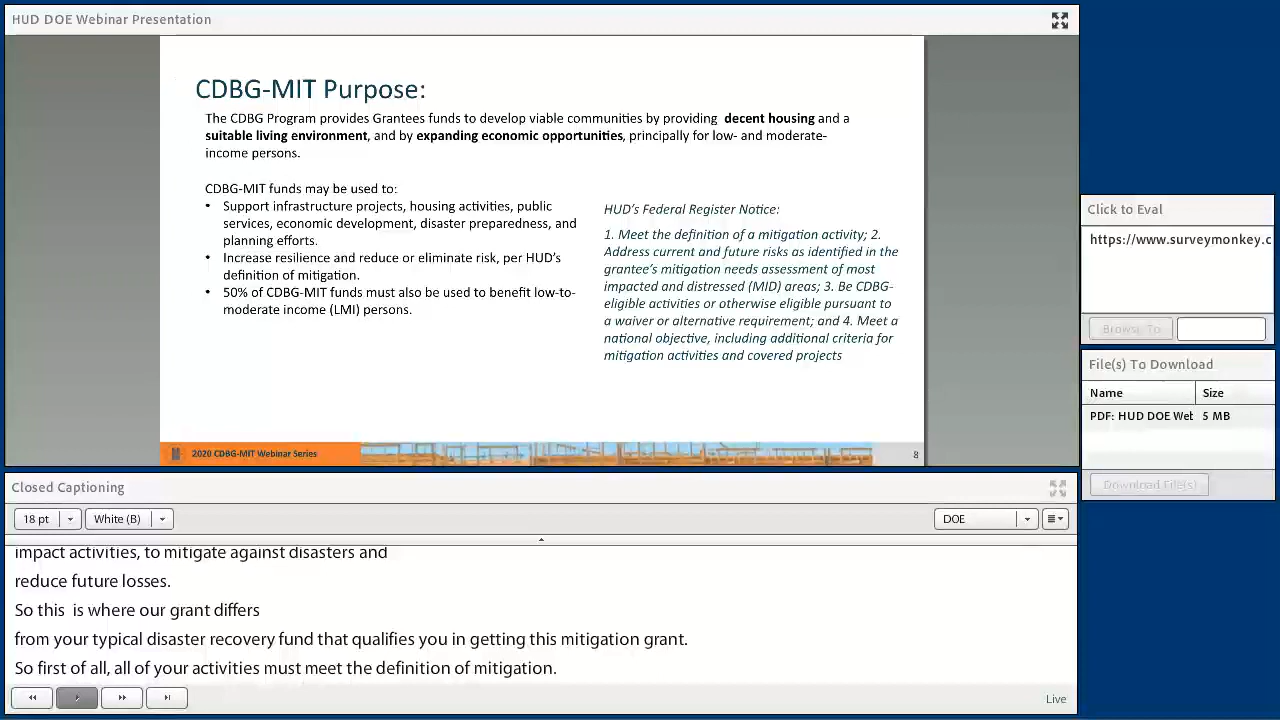 HUD DOE Webinar Presentation
CDBG-MIT Purpose:
The CDBG Program provides Grantees funds to develop viable communities by providing decent housing and a
suitable living environment, and by expanding economic opportunities, principally for low- and moderate-
income persons.
CDBG-MIT funds may be used to:
• Support infrastructure projects, housing activities, public
services, economic development, disaster preparedness, and
planning efforts.
• Increase resilience and reduce or eliminate risk, per HUD's
definition of mitigation.
• 50% of CDBG-MIT funds must also be used to benefit low-to-
moderate income (LMI) persons.
HUD's Federal Register Notice:
1. Meet the definition of a mitigation activity; 2.
Address current and future risks as identified in the
grantee's mitigation needs assessment of most
impacted and distressed (MID) areas; 3. Be CDBG-
eligible activities or otherwise eligible pursuant to
a waiver or alternative requirement; and 4. Meet a
national objective, including additional criteria for
mitigation activities and covered projects
2020 CDBG-MIT Webinar Series
8
Click to Eval
https://www.surveymonkey.c
Browse To
File(s) To Download
Name Size
PDF: HUD DOE Wet 5 MB
Download File(s)
Closed Captioning
18 pt White (B) DOE
impact activities, to mitigate against disasters and
reduce future losses.
So this is where our grant differs
from your typical disaster recovery fund that qualifies you in getting this mitigation grant.
So first of all, all of your activities must meet the definition of mitigation.
Live